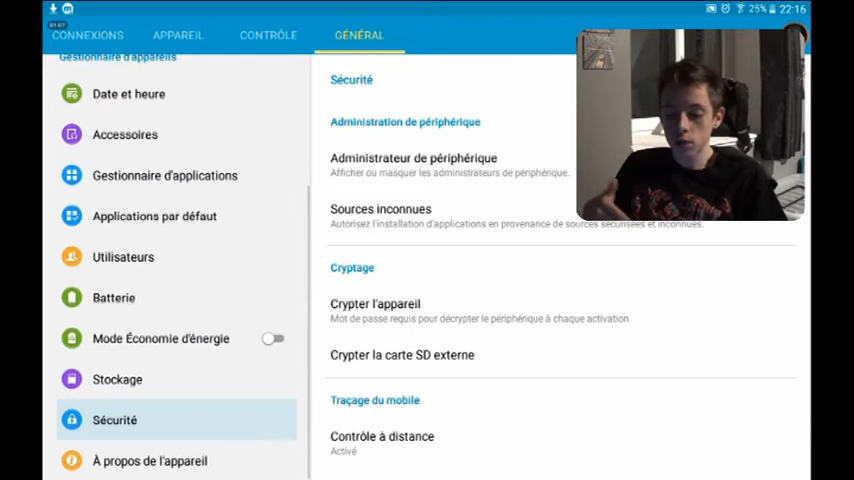 01:07
25%
22:16
CONNEXIONS
APPAREIL
CONTRÔLE
GÉNÉRAL
Gestionnaire d'appareils
Date et heure
Accessoires
Gestionnaire d'applications
Applications par défaut
Utilisateurs
Batterie
Mode Économie d'énergie
Stockage
Sécurité
À propos de l'appareil
Sécurité
Administration de périphérique
Administrateur de périphérique
Afficher ou masquer les administrateurs de périphérique.
Sources inconnues
Autorisez l'installation d'applications en provenance de sources sécurisées et inconnues.
Cryptage
Crypter l'appareil
Mot de passe requis pour décrypter le périphérique à chaque activation
Crypter la carte SD externe
Traçage du mobile
Contrôle à distance
Activé